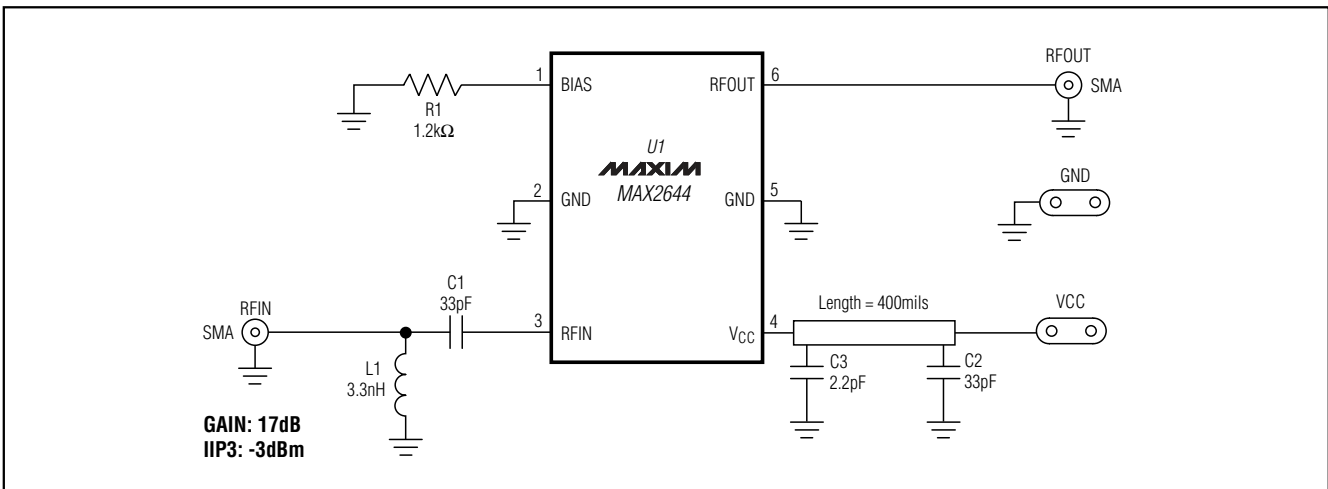 RFOUT
SMA
1
BIAS
RFOUT
6
R1
1.2kΩ
U1
MAXIM
MAX2644
GND
2
GND
GND
5
C1
33pF
Length = 400mils
VCC
RFIN
SMA
3
RFIN
VCC
4
L1
3.3nH
C3
2.2pF
C2
33pF
GAIN: 17dB
IIP3: -3dBm